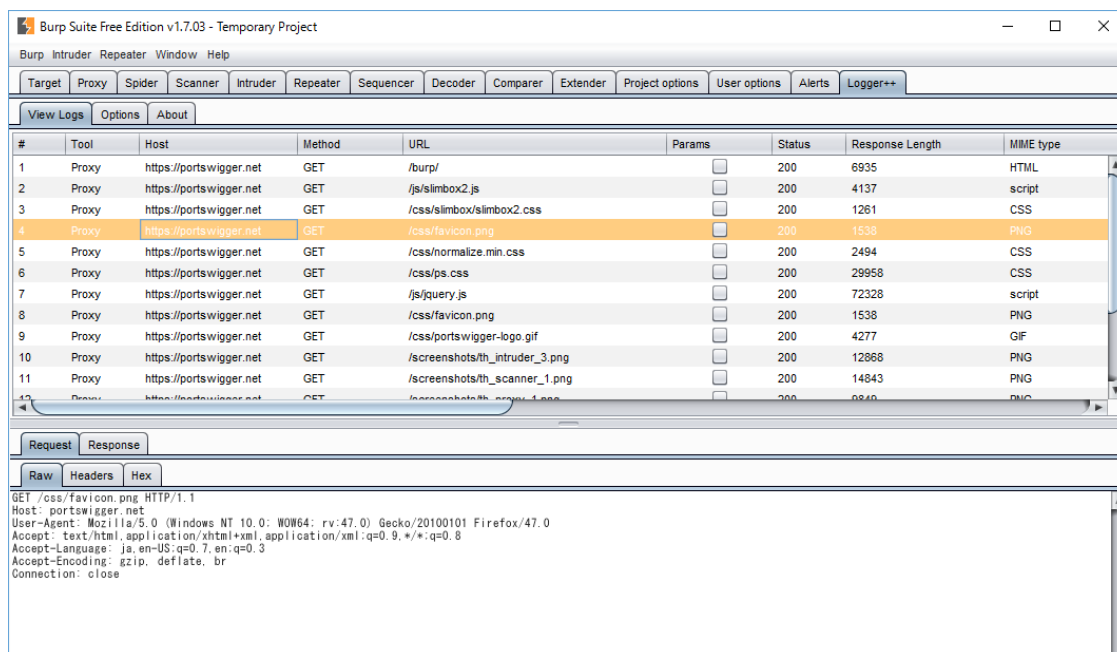 Burp Suite Free Edition v1.7.03 - Temporary Project
Burp Intruder Repeater Window Help
Target Proxy Spider Scanner Intruder Repeater Sequencer Decoder Comparer Extender Project options User options Alerts Logger++
View Logs Options About
# Tool Host Method URL Params Status Response Length MIME type
1 Proxy https://portswigger.net GET /burp/ 200 6935 HTML
2 Proxy https://portswigger.net GET /js/slimbox2.js 200 4137 script
3 Proxy https://portswigger.net GET /css/slimbox/slimbox2.css 200 1261 CSS
4 Proxy https://portswigger.net GET /css/favicon.png 200 1538 PNG
5 Proxy https://portswigger.net GET /css/normalize.min.css 200 2494 CSS
6 Proxy https://portswigger.net GET /css/ps.css 200 29958 CSS
7 Proxy https://portswigger.net GET /js/jquery.js 200 72328 script
8 Proxy https://portswigger.net GET /css/favicon.png 200 1538 PNG
9 Proxy https://portswigger.net GET /css/portswigger-logo.gif 200 4277 GIF
10 Proxy https://portswigger.net GET /screenshots/th_intruder_3.png 200 12868 PNG
11 Proxy https://portswigger.net GET /screenshots/th_scanner_1.png 200 14843 PNG
12 Proxy https://portswigger.net GET /screenshots/th_proxy_1.png 200 9849 PNG
Request Response
Raw Headers Hex
GET /css/favicon.png HTTP/1.1
Host: portswigger.net
User-Agent: Mozilla/5.0 (Windows NT 10.0; WOW64; rv:47.0) Gecko/20100101 Firefox/47.0
Accept: text/html,application/xhtml+xml,application/xml;q=0.9,*/*;q=0.8
Accept-Language: ja,en-US;q=0.7,en;q=0.3
Accept-Encoding: gzip, deflate, br
Connection: close